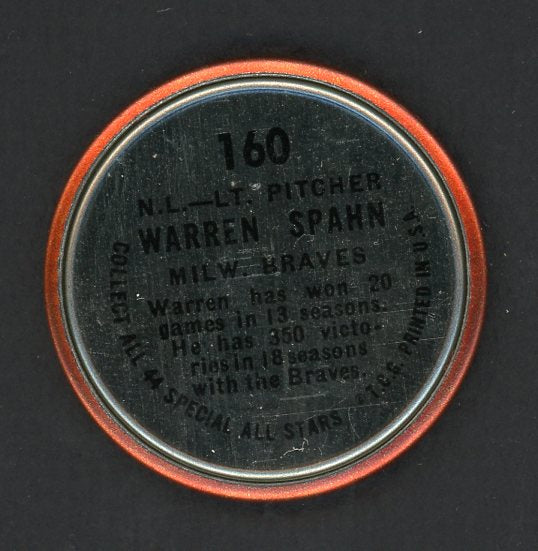 160
N.L.—LT. PITCHER
WARREN SPAHN
MILW. BRAVES
Warren has won 20
games in 13 seasons.
He has 350 victo-
ries in 18 seasons
with the Braves.
COLLECT ALL 44 SPECIAL ALL STARS
©T.C.G. PRINTED IN U.S.A.